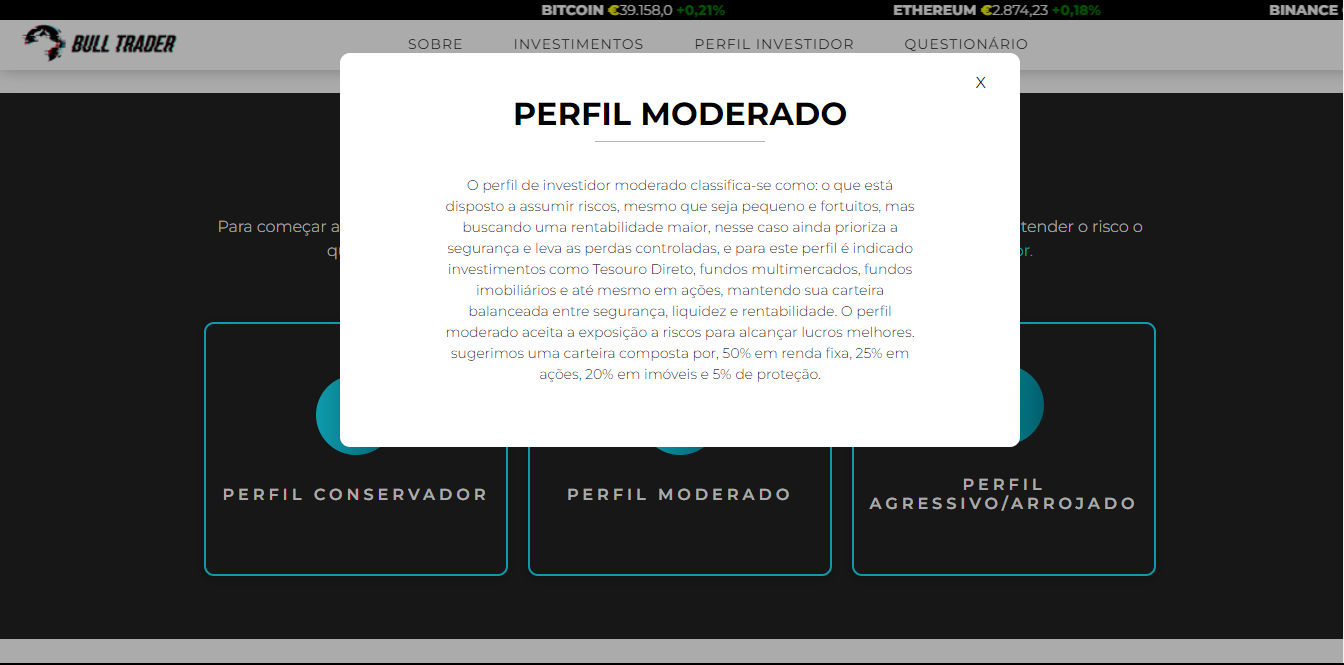 BITCOIN €39.158,0 +0,21% ETHEREUM €2.874,23 +0,18% BINANCE
BULL TRADER SOBRE INVESTIMENTOS PERFIL INVESTIDOR QUESTIONÁRIO
X
PERFIL MODERADO
O perfil de investidor moderado classifica-se como: o que está
disposto a assumir riscos, mesmo que seja pequeno e fortuitos, mas
buscando uma rentabilidade maior, nesse caso ainda prioriza a
segurança e leva as perdas controladas, e para este perfil é indicado
investimentos como Tesouro Direto, fundos multimercados, fundos
imobiliários e até mesmo em ações, mantendo sua carteira
balanceada entre segurança, liquidez e rentabilidade. O perfil
moderado aceita a exposição a riscos para alcançar lucros melhores.
sugerimos uma carteira composta por, 50% em renda fixa, 25% em
ações, 20% em imóveis e 5% de proteção.
Para começar a tender o risco o
PERFIL CONSERVADOR
PERFIL MODERADO
PERFIL
AGRESSIVO/ARROJADO